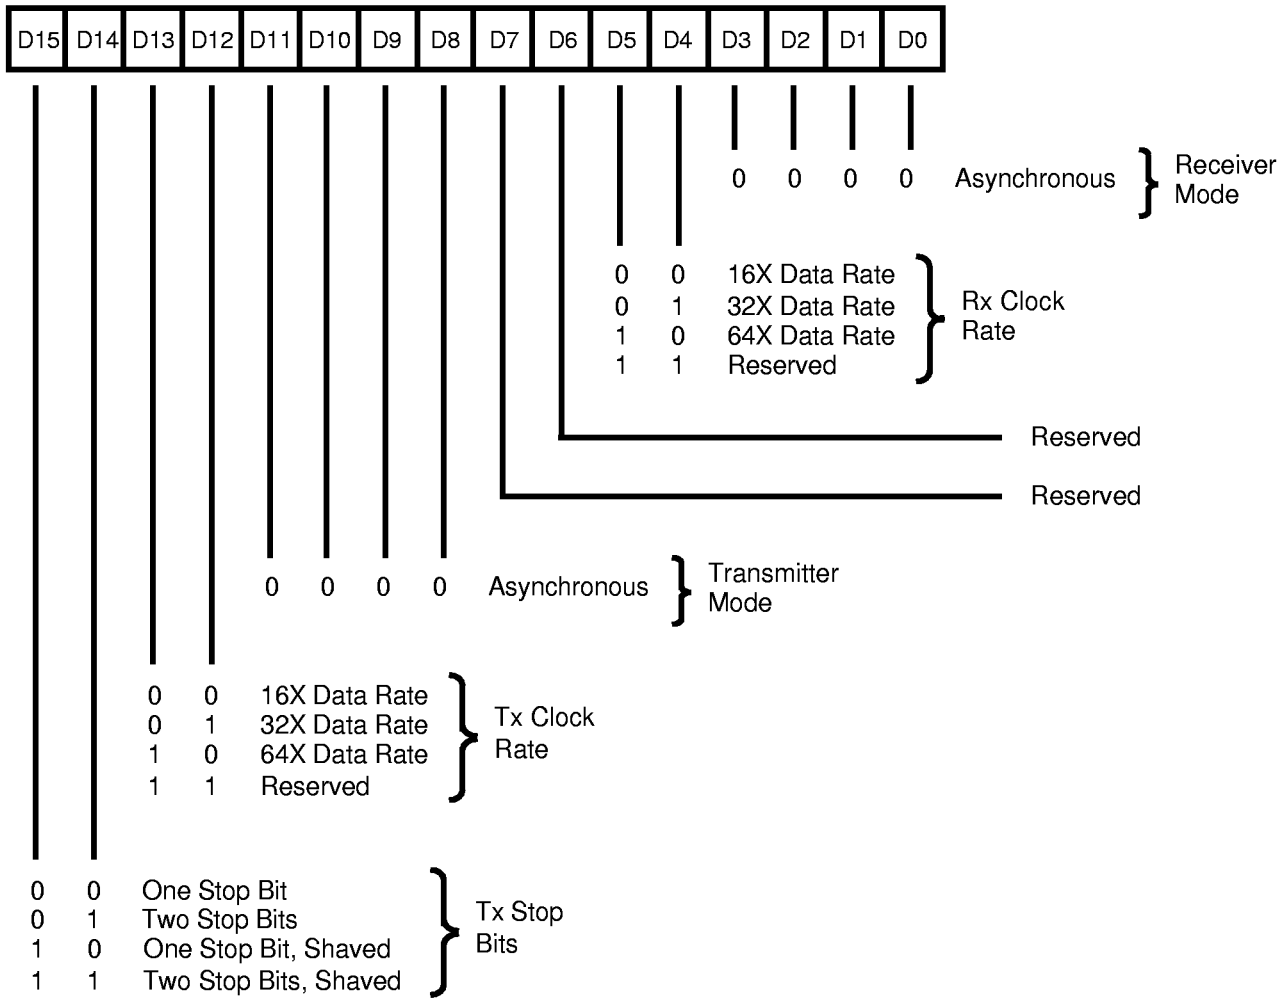 D15 D14 D13 D12 D11 D10 D9 D8 D7 D6 D5 D4 D3 D2 D1 D0
0 0 0 0 Asynchronous
Receiver
Mode
0 0 16X Data Rate
0 1 32X Data Rate
1 0 64X Data Rate
1 1 Reserved
Rx Clock
Rate
Reserved
Reserved
0 0 0 0 Asynchronous
Transmitter
Mode
0 0 16X Data Rate
0 1 32X Data Rate
1 0 64X Data Rate
1 1 Reserved
Tx Clock
Rate
0 0 One Stop Bit
0 1 Two Stop Bits
1 0 One Stop Bit, Shaved
1 1 Two Stop Bits, Shaved
Tx Stop
Bits